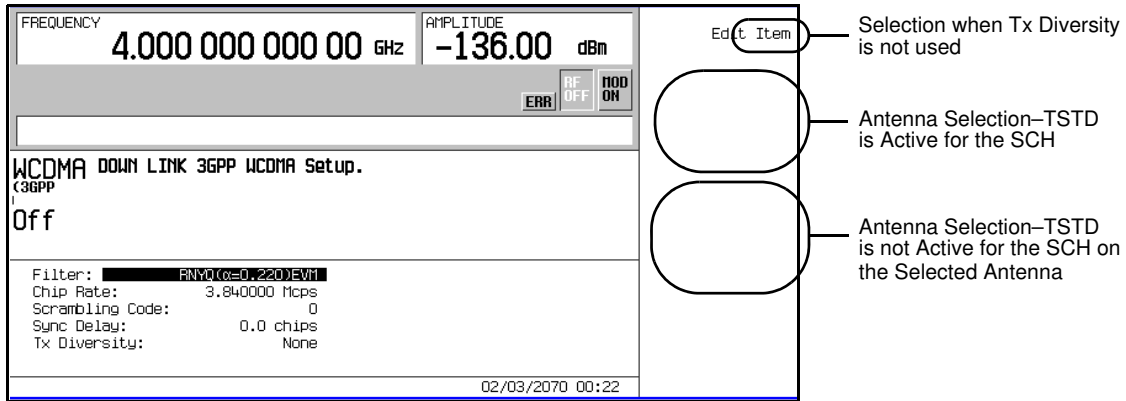 FREQUENCY
4.000 000 000 00 GHz
AMPLITUDE
-136.00 dBm
ERR
RF OFF
MOD ON
WCDMA DOWN LINK 3GPP WCDMA Setup.
(3GPP
Off
Filter: RNYQ(α=0.220)EVM
Chip Rate: 3.840000 Mcps
Scrambling Code: 0
Sync Delay: 0.0 chips
Tx Diversity: None
02/03/2070 00:22
Edit Item
Selection when Tx Diversity
is not used
Antenna Selection–TSTD
is Active for the SCH
Antenna Selection–TSTD
is not Active for the SCH on
the Selected Antenna